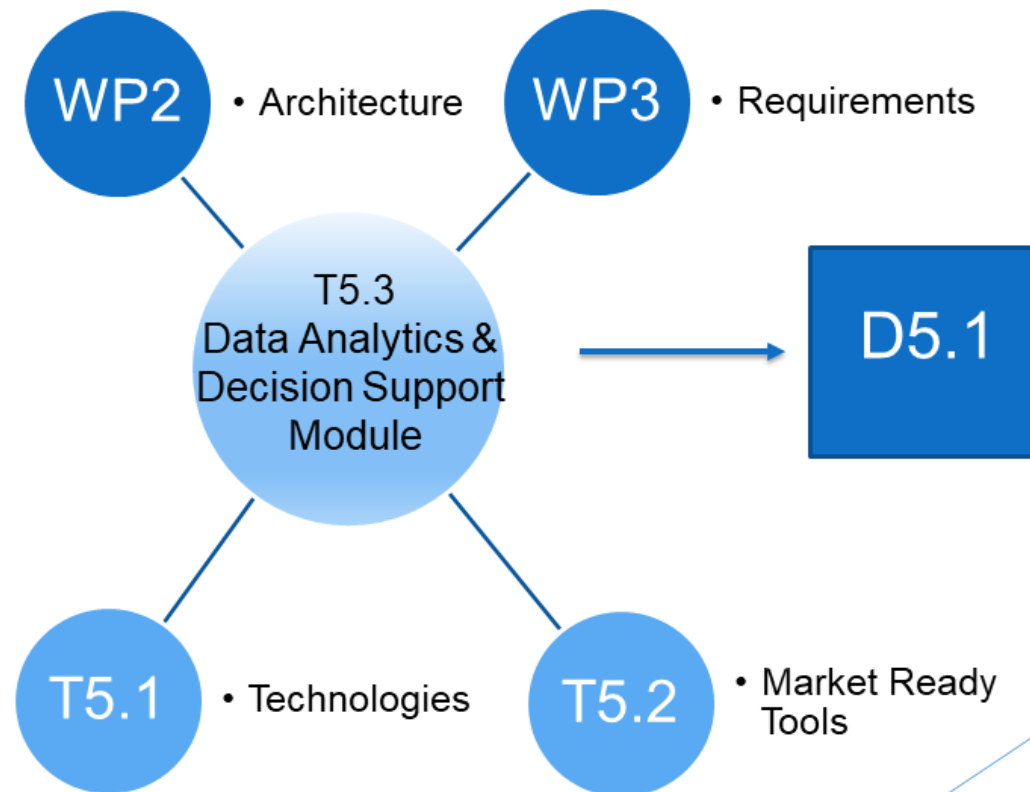 WP2
• Architecture
WP3
• Requirements
T5.3
Data Analytics &
Decision Support
Module
D5.1
T5.1
• Technologies
T5.2
• Market Ready
Tools